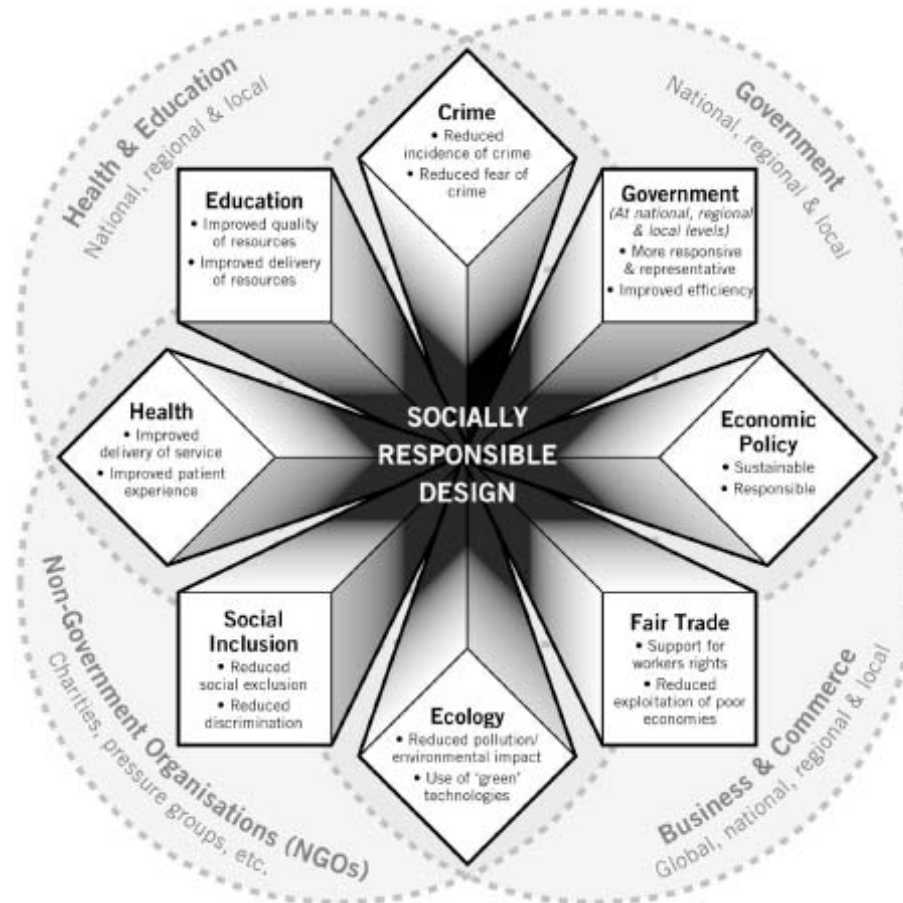 Health & Education
National, regional & local
Government
National, regional & local
Crime
• Reduced
incidence of crime
• Reduced fear of
crime
Education
• Improved quality
of resources
• Improved delivery
of resources
Government
(At national, regional
& local levels)
• More responsive
& representative
• Improved efficiency
Health
• Improved
delivery of service
• Improved patient
experience
SOCIALLY
RESPONSIBLE
DESIGN
Economic
Policy
• Sustainable
• Responsible
Social
Inclusion
• Reduced
social exclusion
• Reduced
discrimination
Ecology
• Reduced pollution/
environmental impact
• Use of ‘green’
technologies
Fair Trade
• Support for
workers rights
• Reduced
exploitation of poor
economies
Non-Government Organisations (NGOs)
Charities, pressure groups, etc.
Business & Commerce
Global, national, regional & local